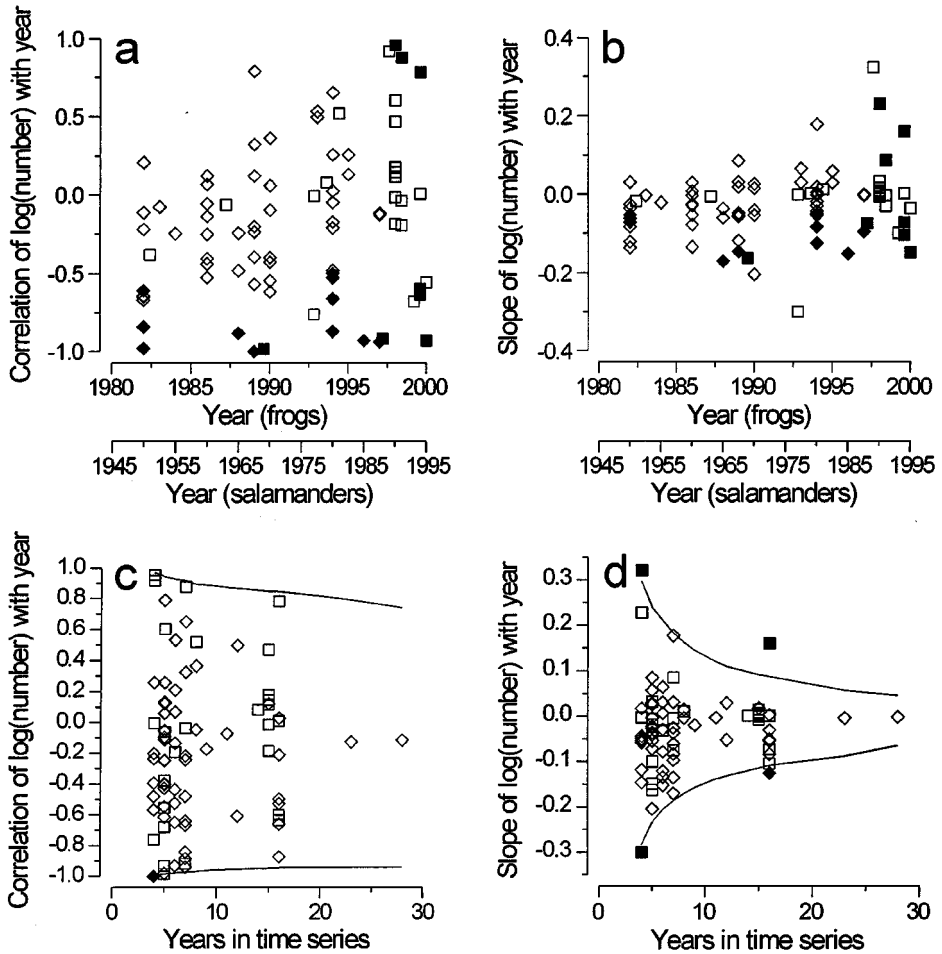 a
Correlation of log(number) with year
1.0
0.5
0.0
-0.5
-1.0
1980 1985 1990 1995 2000
Year (frogs)
1945 1955 1965 1975 1985 1995
Year (salamanders)
b
Slope of log(number) with year
0.4
0.2
0.0
-0.2
-0.4
1980 1985 1990 1995 2000
Year (frogs)
1945 1955 1965 1975 1985 1995
Year (salamanders)
c
Correlation of log(number) with year
1.0
0.8
0.6
0.4
0.2
0.0
-0.2
-0.4
-0.6
-0.8
-1.0
0 10 20 30
Years in time series
d
Slope of log(number) with year
0.3
0.2
0.1
0.0
-0.1
-0.2
-0.3
0 10 20 30
Years in time series